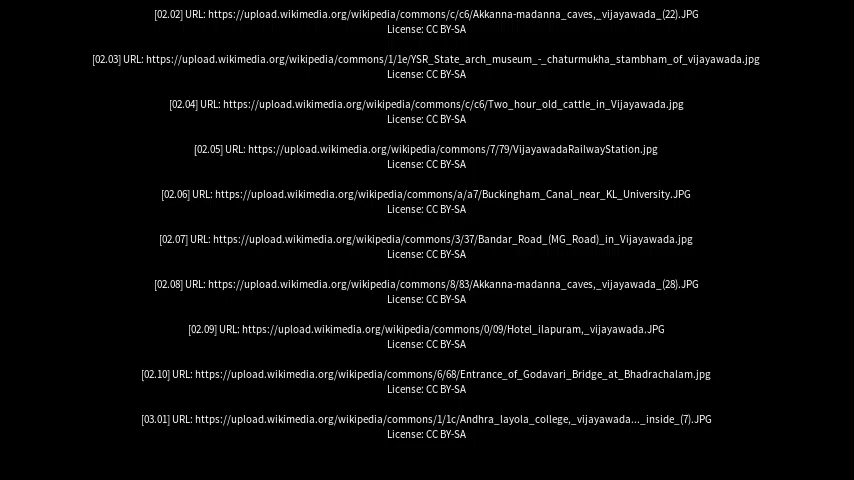 [02.02] URL: https://upload.wikimedia.org/wikipedia/commons/c/c6/Akkanna-madanna_caves,_vijayawada_(22).JPG
License: CC BY-SA
[02.03] URL: https://upload.wikimedia.org/wikipedia/commons/1/1e/YSR_State_arch_museum_-_chaturmukha_stambham_of_vijayawada.jpg
License: CC BY-SA
[02.04] URL: https://upload.wikimedia.org/wikipedia/commons/c/c6/Two_hour_old_cattle_in_Vijayawada.jpg
License: CC BY-SA
[02.05] URL: https://upload.wikimedia.org/wikipedia/commons/7/79/VijayawadaRailwayStation.jpg
License: CC BY-SA
[02.06] URL: https://upload.wikimedia.org/wikipedia/commons/a/a7/Buckingham_Canal_near_KL_University.JPG
License: CC BY-SA
[02.07] URL: https://upload.wikimedia.org/wikipedia/commons/3/37/Bandar_Road_(MG_Road)_in_Vijayawada.jpg
License: CC BY-SA
[02.08] URL: https://upload.wikimedia.org/wikipedia/commons/8/83/Akkanna-madanna_caves,_vijayawada_(28).JPG
License: CC BY-SA
[02.09] URL: https://upload.wikimedia.org/wikipedia/commons/0/09/Hotel_ilapuram,_vijayawada.JPG
License: CC BY-SA
[02.10] URL: https://upload.wikimedia.org/wikipedia/commons/6/68/Entrance_of_Godavari_Bridge_at_Bhadrachalam.jpg
License: CC BY-SA
[03.01] URL: https://upload.wikimedia.org/wikipedia/commons/1/1c/Andhra_layola_college,_vijayawada..._inside_(7).JPG
License: CC BY-SA